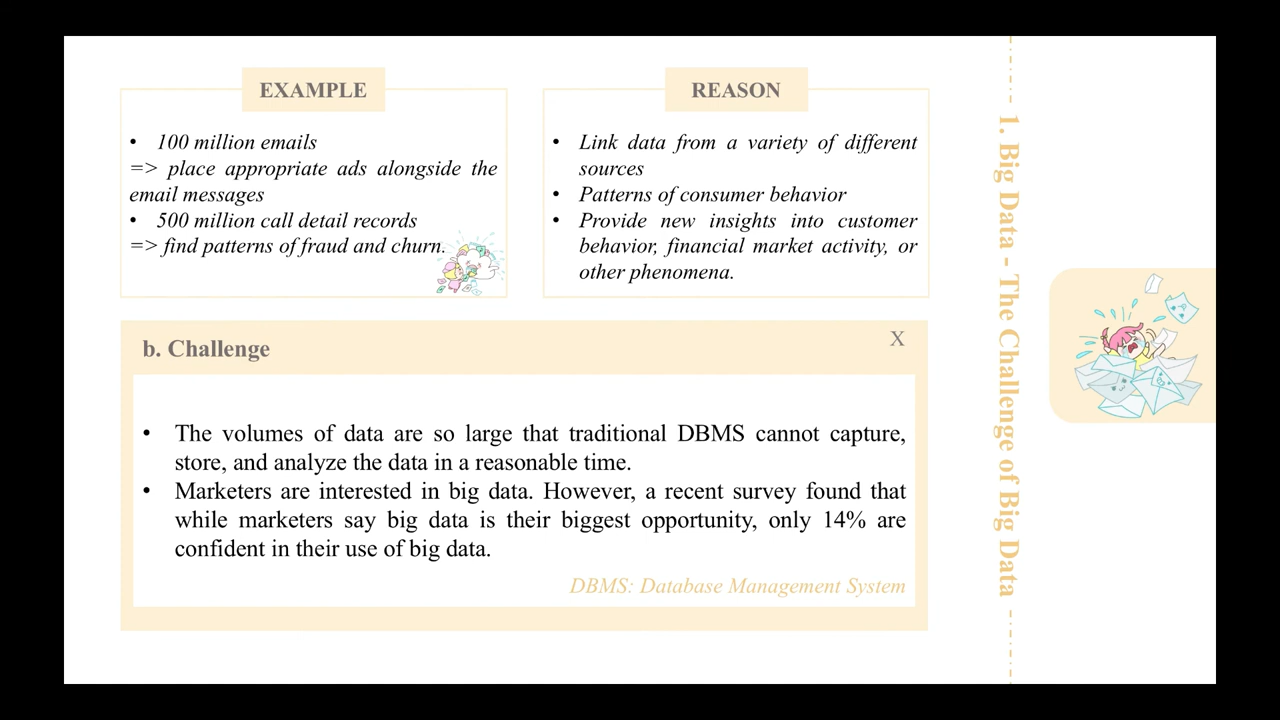 EXAMPLE
• 100 million emails
=> place appropriate ads alongside the
email messages
• 500 million call detail records
=> find patterns of fraud and churn.
REASON
• Link data from a variety of different
sources
• Patterns of consumer behavior
• Provide new insights into customer
behavior, financial market activity, or
other phenomena.
b. Challenge
X
• The volumes of data are so large that traditional DBMS cannot capture,
store, and analyze the data in a reasonable time.
• Marketers are interested in big data. However, a recent survey found that
while marketers say big data is their biggest opportunity, only 14% are
confident in their use of big data.
DBMS: Database Management System
1. Big Data - The Challenge of Big Data